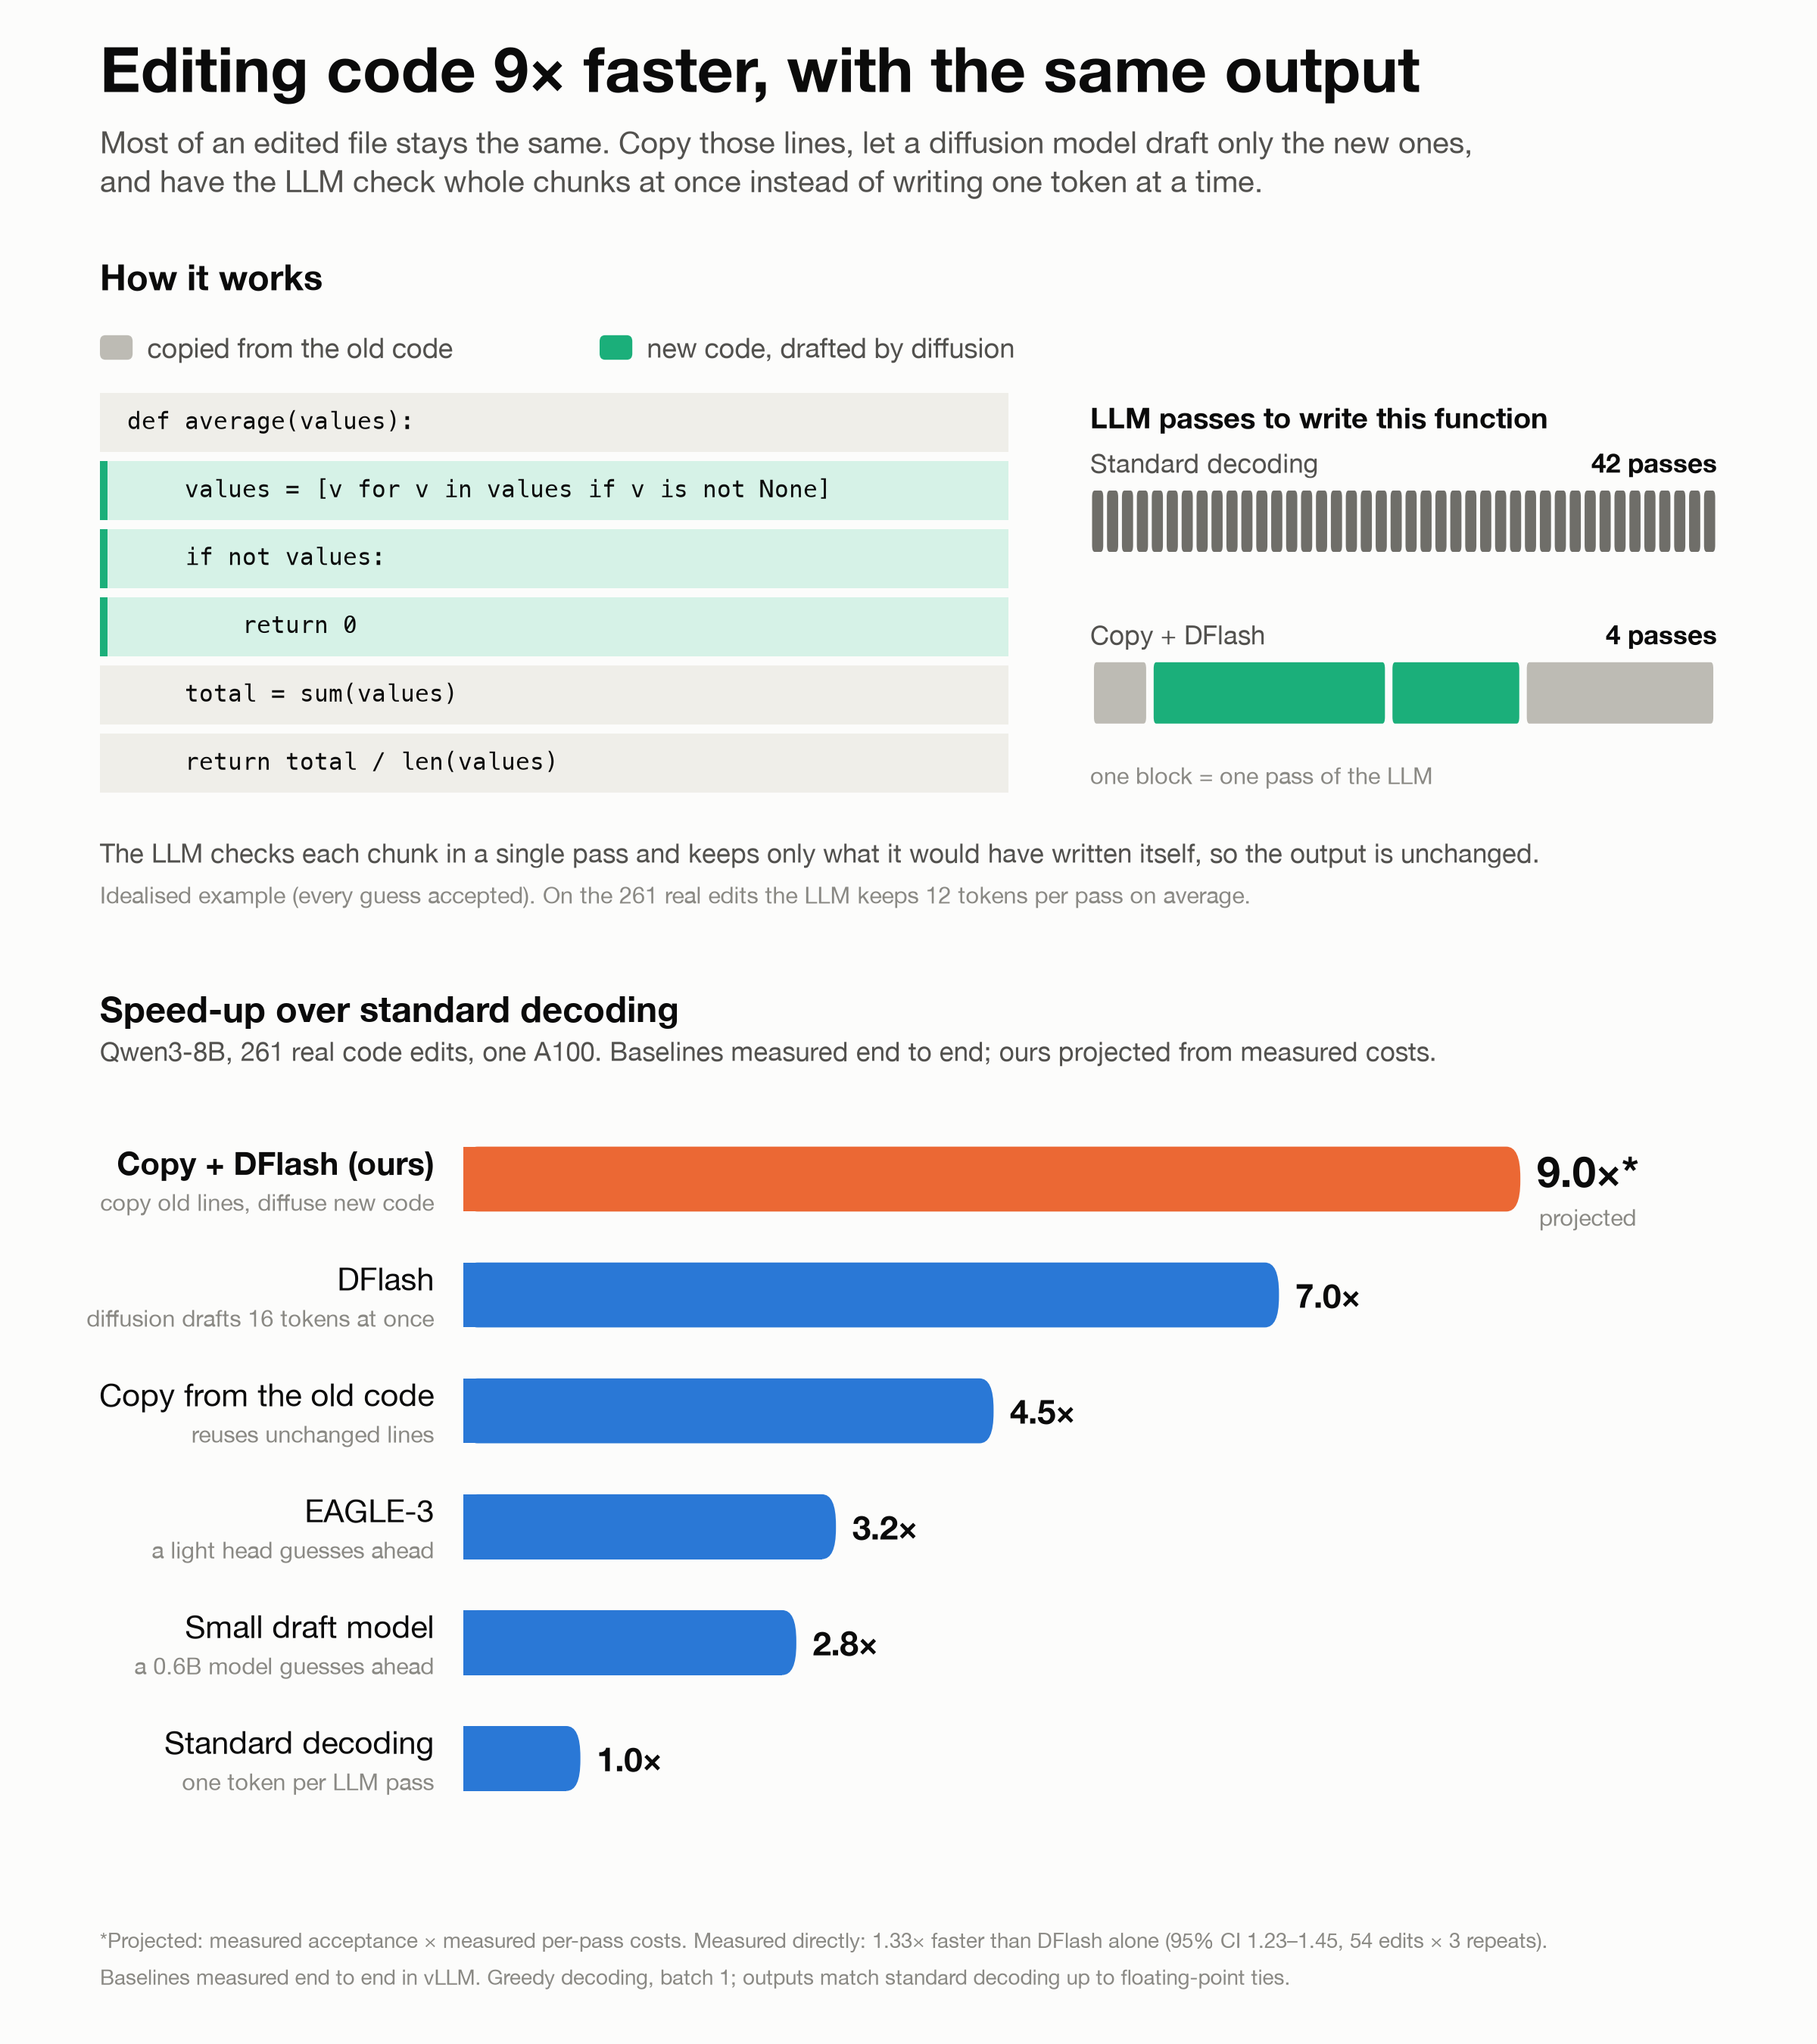 Editing code 9× faster, with the same output
Most of an edited file stays the same. Copy those lines, let a diffusion model draft only the new ones,
and have the LLM check whole chunks at once instead of writing one token at a time.
How it works
copied from the old code
new code, drafted by diffusion
def average(values):
    values = [v for v in values if v is not None]
    if not values:
        return 0
    total = sum(values)
    return total / len(values)
LLM passes to write this function
Standard decoding
42 passes
Copy + DFlash
4 passes
one block = one pass of the LLM
The LLM checks each chunk in a single pass and keeps only what it would have written itself, so the output is unchanged.
Idealised example (every guess accepted). On the 261 real edits the LLM keeps 12 tokens per pass on average.
Speed-up over standard decoding
Qwen3-8B, 261 real code edits, one A100. Baselines measured end to end; ours projected from measured costs.
Copy + DFlash (ours)
copy old lines, diffuse new code
9.0×*
projected
DFlash
diffusion drafts 16 tokens at once
7.0×
Copy from the old code
reuses unchanged lines
4.5×
EAGLE-3
a light head guesses ahead
3.2×
Small draft model
a 0.6B model guesses ahead
2.8×
Standard decoding
one token per LLM pass
1.0×
*Projected: measured acceptance × measured per-pass costs. Measured directly: 1.33× faster than DFlash alone (95% CI 1.23–1.45, 54 edits × 3 repeats).
Baselines measured end to end in vLLM. Greedy decoding, batch 1; outputs match standard decoding up to floating-point ties.